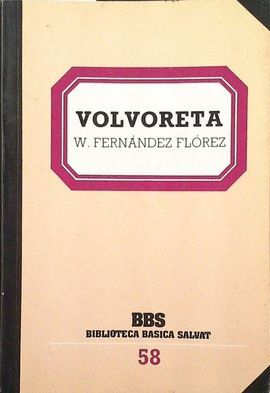 VOLVORETA
W. FERNÁNDEZ FLÓREZ
BBS
BIBLIOTECA BASICA SALVAT
58